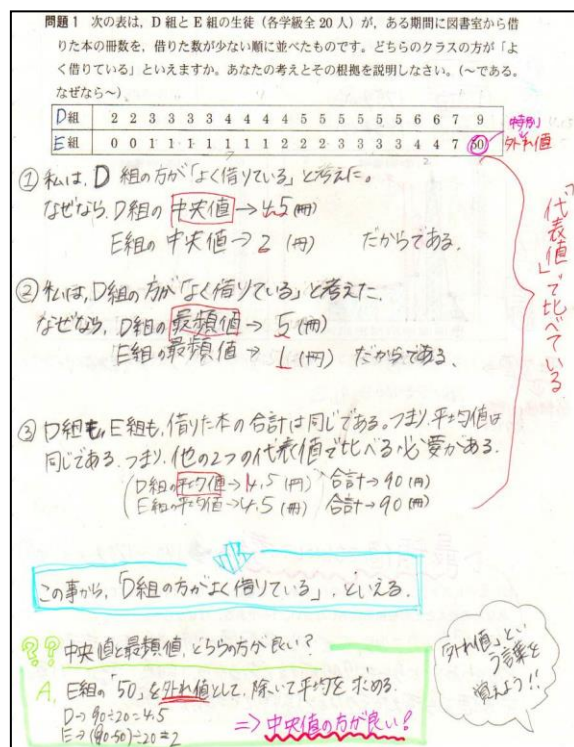 問題1 次の表は，D組とE組の生徒（各学級全20人）が，ある期間に図書室から借
りた本の冊数を，借りた数が少ない順に並べたものです。どちらのクラスの方が「よ
く借りている」といえますか。あなたの考えとその根拠を説明しなさい。（〜である。
なぜなら〜）
D組 2 2 3 3 3 3 4 4 4 4 5 5 5 5 5 5 6 6 7 9
E組 0 0 1 1 1 1 1 1 1 2 2 2 3 3 3 3 4 4 7 50
特別
外れ値
① 私は，D組の方が「よく借りている」と考えた。
なぜなら，D組の中央値→4.5(冊)
E組の中央値→2(冊) だからである。
② 私は，D組の方が「よく借りている」と考えた。
なぜなら，D組の最頻値→5(冊)
E組の最頻値→1(冊) だからである。
「代表値」で比べている
③ D組も，E組も，借りた本の合計は同じである。つまり，平均値は
同じである。つまり，他の2つの代表値で比べる必要がある。
(D組の平均値→4.5(冊) 合計→90(冊)
E組の平均値→4.5(冊) 合計→90(冊))
この事から，「D組の方がよく借りている」，といえる。
?? 中央値と最頻値，どちらの方が良い？
A. E組の「50」を外れ値として，除いて平均を求める。
D→90÷20=4.5
E→(90-50)÷20=2
⇒中央値の方が良い！
「外れ値」とい
う言葉を
覚えよう!!